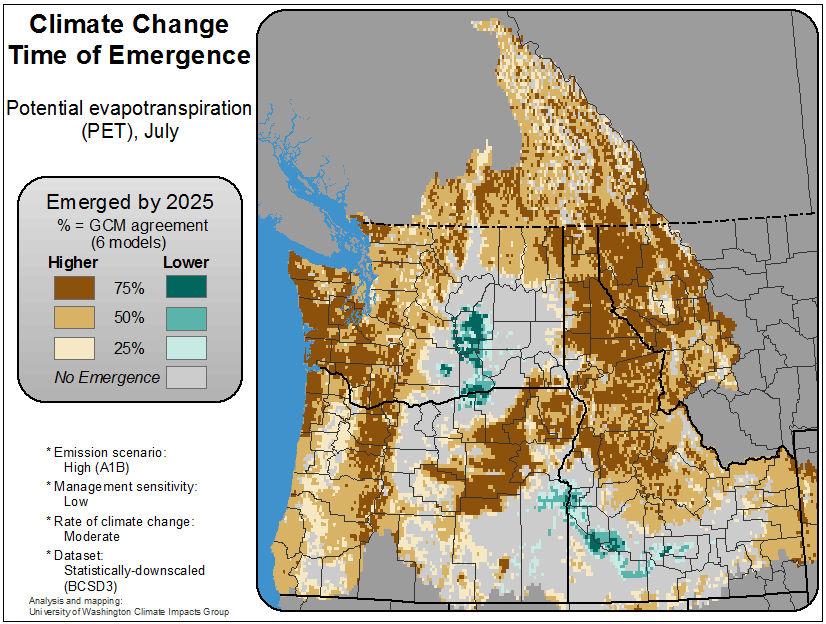 Climate Change
Time of Emergence
Potential evapotranspiration
(PET), July
Emerged by 2025
% = GCM agreement
(6 models)
Higher Lower
75%
50%
25%
No Emergence
* Emission scenario:
High (A1B)
* Management sensitivity:
Low
* Rate of climate change:
Moderate
* Dataset:
Statistically-downscaled
(BCSD3)
Analysis and mapping:
University of Washington Climate Impacts Group